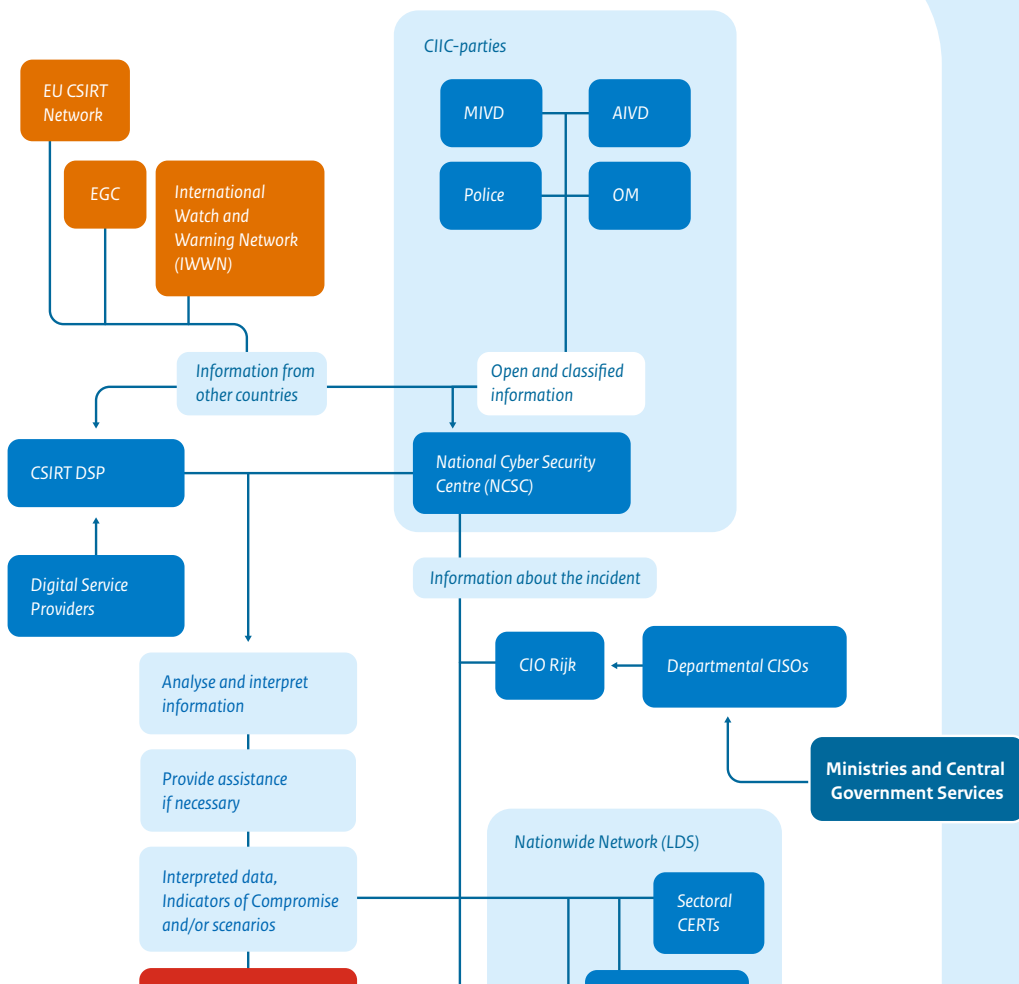 CIIC-parties
EU CSIRT
Network
MIVD
AIVD
EGC
International
Watch and
Warning Network
(IWWN)
Police
OM
Information from
other countries
Open and classified
information
CSIRT DSP
National Cyber Security
Centre (NCSC)
Digital Service
Providers
Information about the incident
CIO Rijk
Departmental CISOs
Analyse and interpret
information
Ministries and Central
Government Services
Provide assistance
if necessary
Nationwide Network (LDS)
Interpreted data,
Indicators of Compromise
and/or scenarios
Sectoral
CERTs